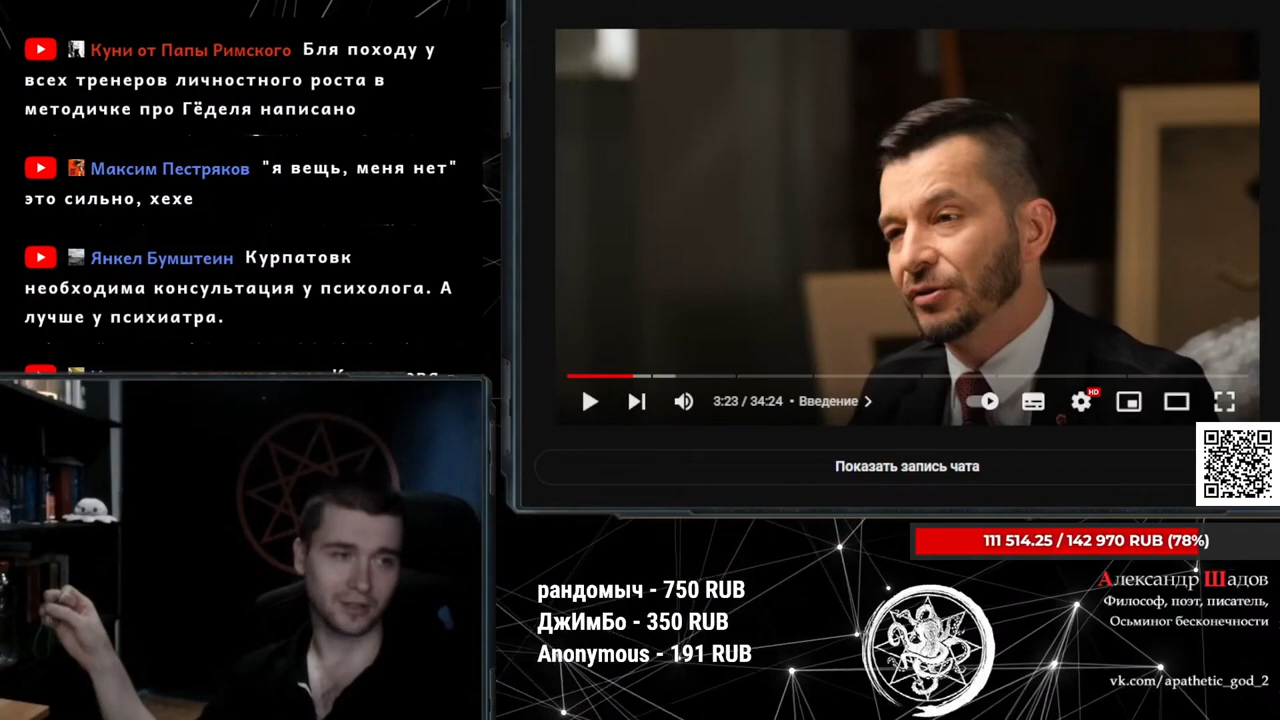 Куни от Папы Римского Бля походу у
всех тренеров личностного роста в
методичке про Гёделя написано
Максим Пестряков "я вещь, меня нет"
это сильно, хехе
Янкел Бумштеин Курпатовк
необходима консультация у психолога. А
лучше у психиатра.
3:23 / 34:24 • Введение
HD
Показать запись чата
111 514.25 / 142 970 RUB (78%)
рандомыч - 750 RUB
ДжИмБо - 350 RUB
Anonymous - 191 RUB
Александр Шадов
Философ, поэт, писатель,
Осьминог бесконечности
vk.com/apathetic_god_2